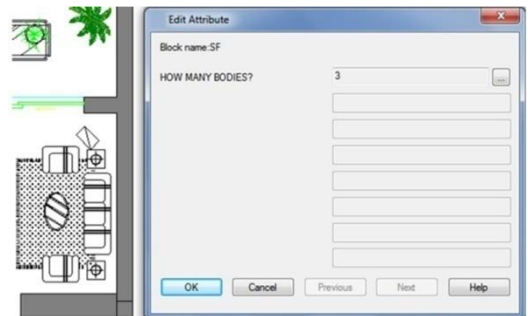 Edit Attribute
Block name:SF
HOW MANY BODIES? 3 ...
OK Cancel Previous Next Help